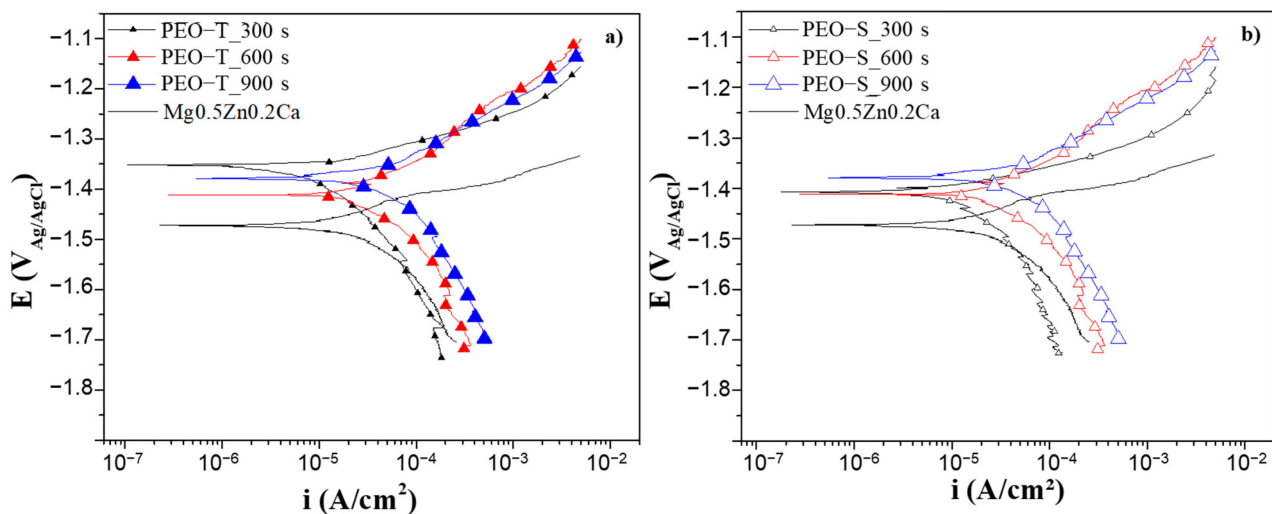 PEO-T_300 s
PEO-T_600 s
PEO-T_900 s
Mg0.5Zn0.2Ca
a)
−1.1
−1.2
−1.3
−1.4
−1.5
−1.6
−1.7
−1.8
E (V_Ag/AgCl)
10⁻⁷
10⁻⁶
10⁻⁵
10⁻⁴
10⁻³
10⁻²
i (A/cm²)
PEO-S_300 s
PEO-S_600 s
PEO-S_900 s
Mg0.5Zn0.2Ca
b)
−1.1
−1.2
−1.3
−1.4
−1.5
−1.6
−1.7
−1.8
E (V_Ag/AgCl)
10⁻⁷
10⁻⁶
10⁻⁵
10⁻⁴
10⁻³
10⁻²
i (A/cm²)